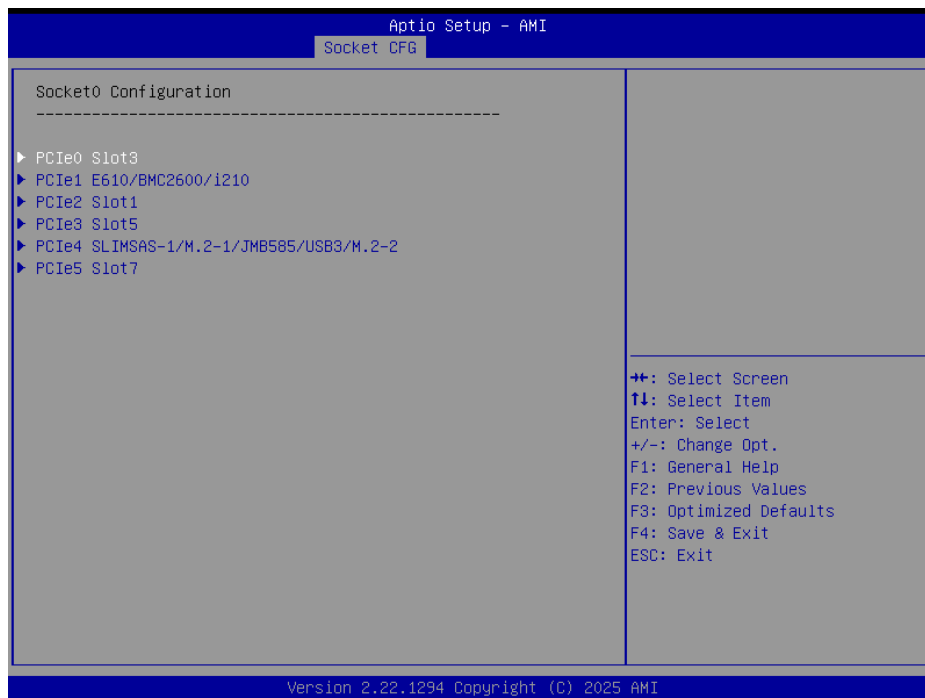 Aptio Setup – AMI
Socket CFG
Socket0 Configuration
--------------------------------------------------
PCIe0 Slot3
PCIe1 E610/BMC2600/i210
PCIe2 Slot1
PCIe3 Slot5
PCIe4 SLIMSAS-1/M.2-1/JMB585/USB3/M.2-2
PCIe5 Slot7
→←: Select Screen
↑↓: Select Item
Enter: Select
+/-: Change Opt.
F1: General Help
F2: Previous Values
F3: Optimized Defaults
F4: Save & Exit
ESC: Exit
Version 2.22.1294 Copyright (C) 2025 AMI